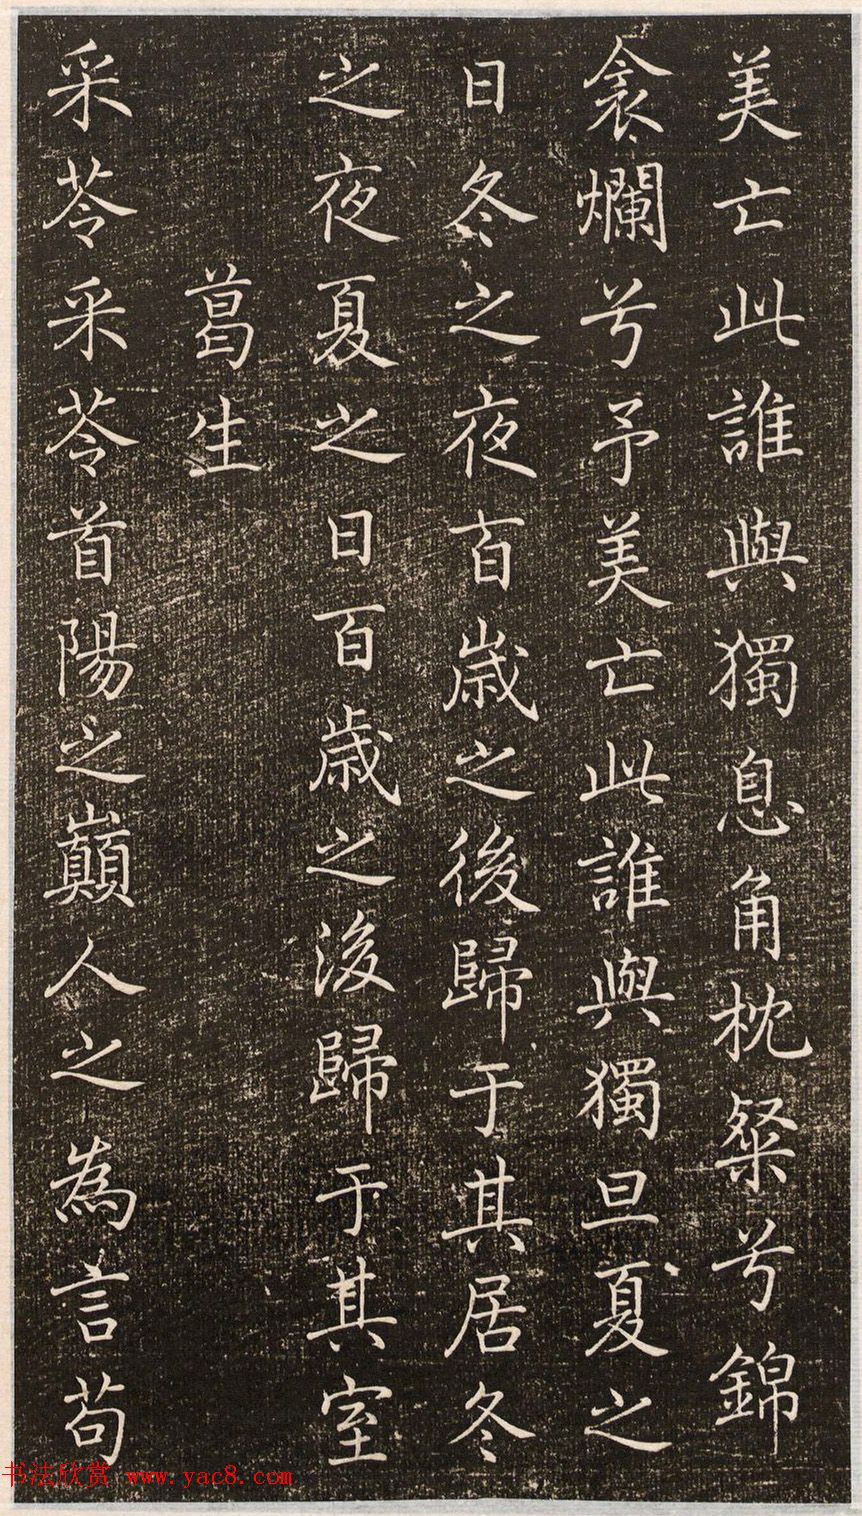 美亡此誰與獨息角枕粲兮錦
衾爛兮予美亡此誰與獨旦夏之
日冬之夜百歳之後歸于其居冬
之夜夏之日百歳之後歸于其室
葛生
采苓采苓首陽之巔人之為言苟
书法欣赏 www.yac8.com